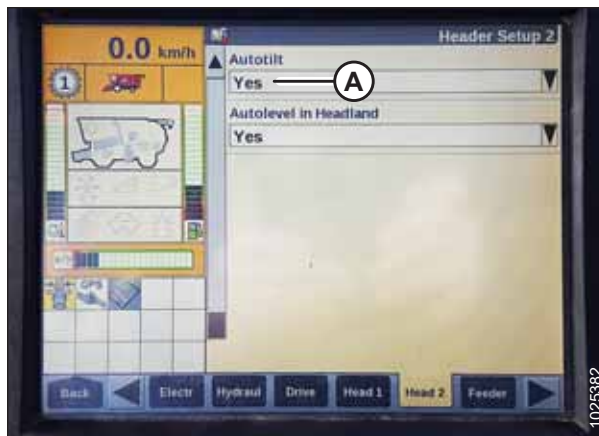 0.0 km/h
Header Setup 2
1
Autotilt
Yes
A
Autolevel in Headland
Yes
Back
Electr
Hydraul
Drive
Head 1
Head 2
Feeder
1025382